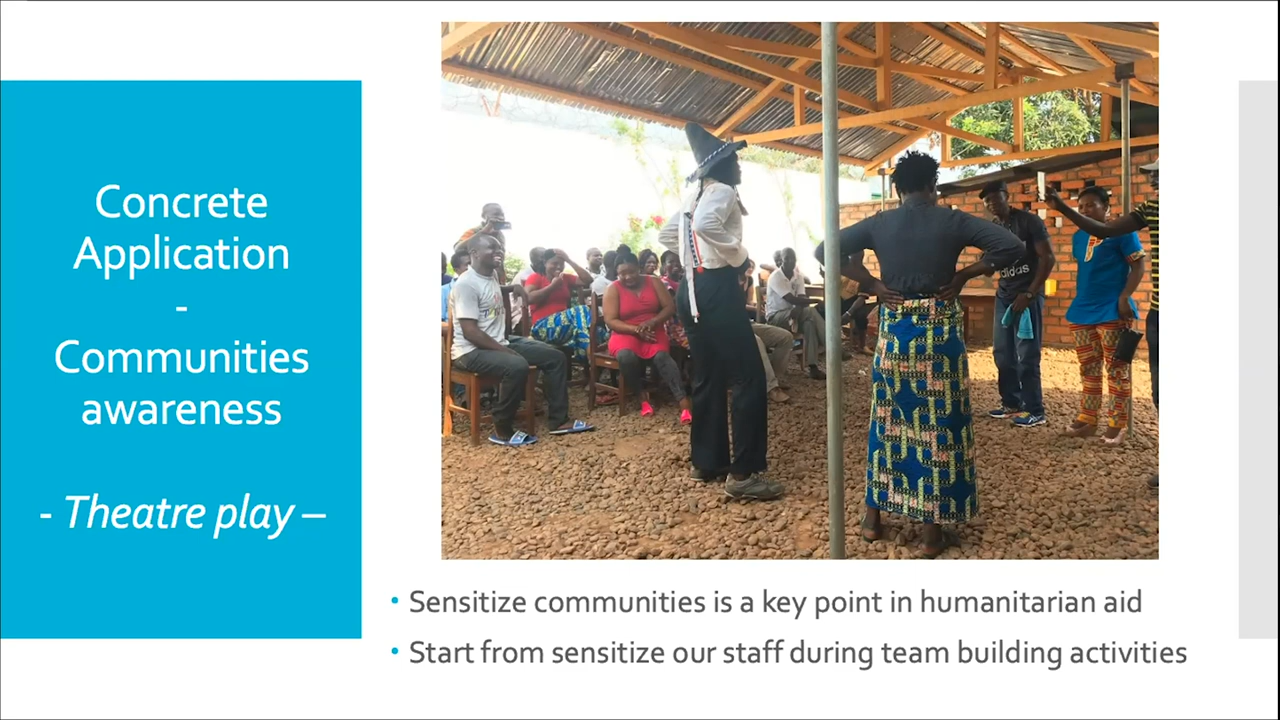 Concrete
Application
-
Communities
awareness
- Theatre play –
adidas
• Sensitize communities is a key point in humanitarian aid
• Start from sensitize our staff during team building activities